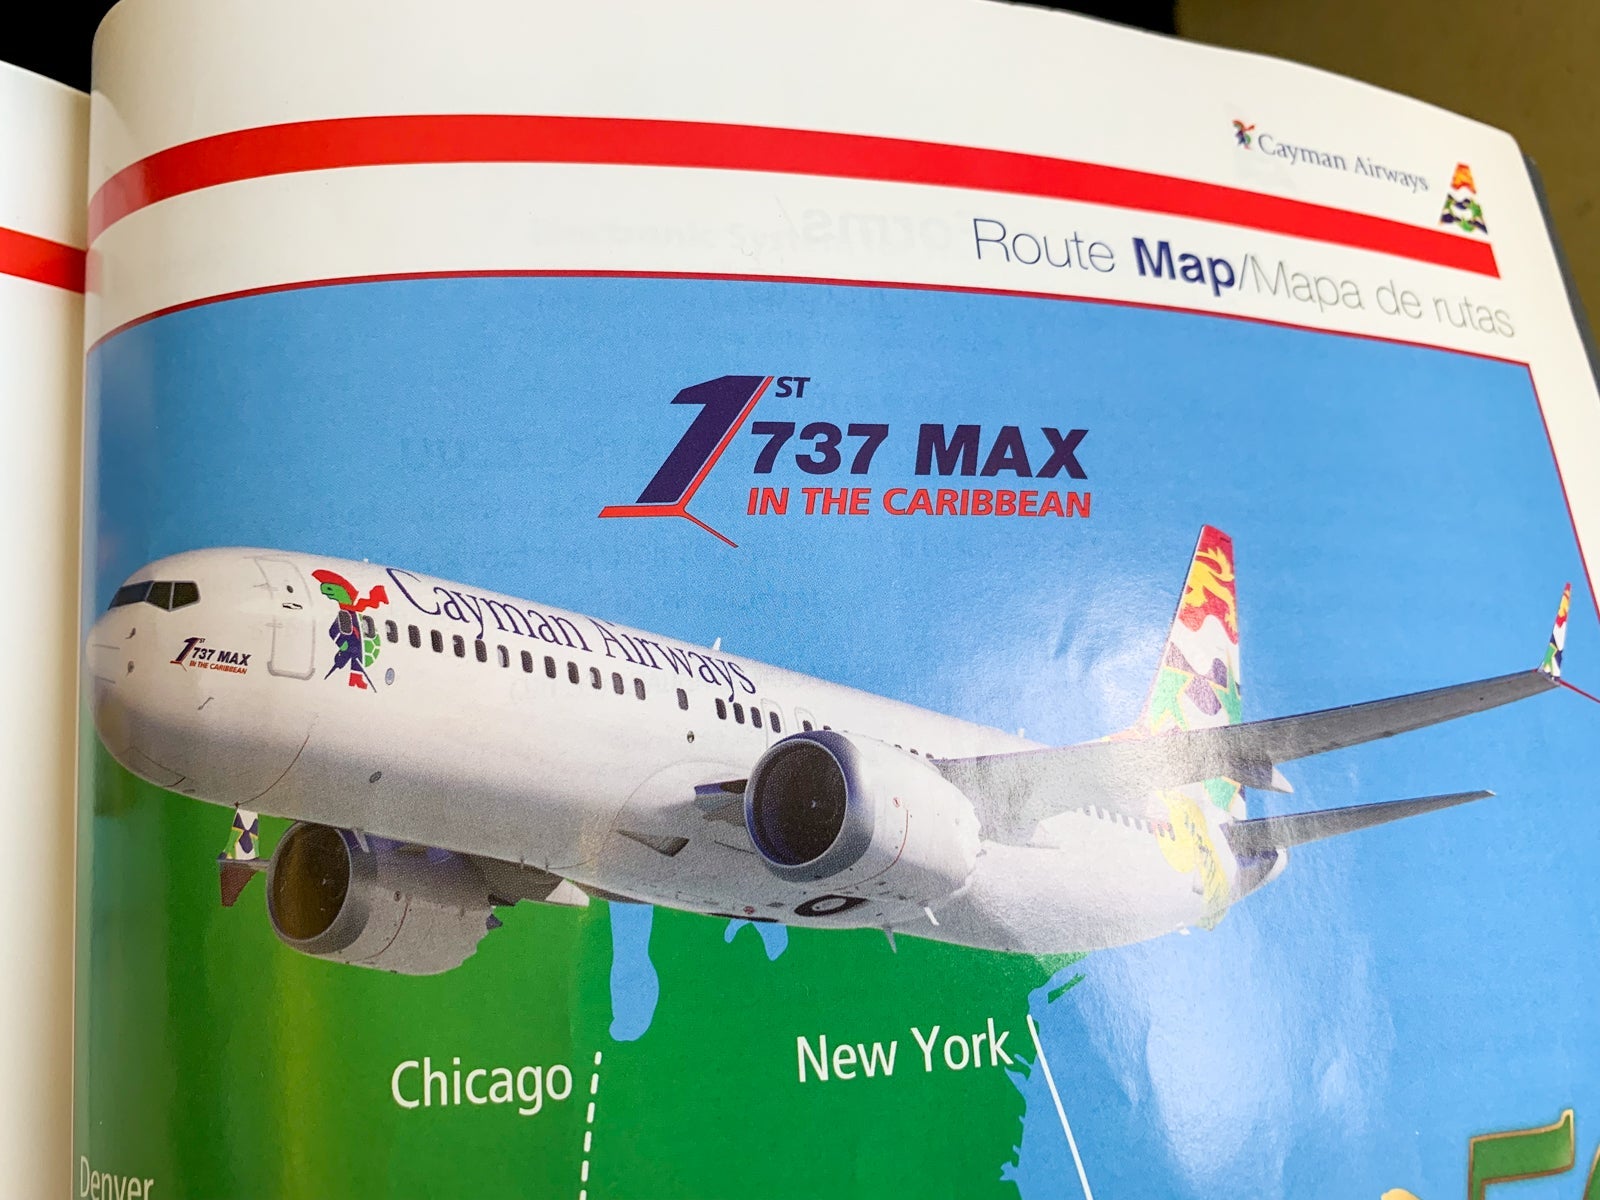 Cayman Airways
Route Map/Mapa de rutas
1ST
737 MAX
IN THE CARIBBEAN
Cayman Airways
1ST
737 MAX
IN THE CARIBBEAN
New York
Chicago
Denver